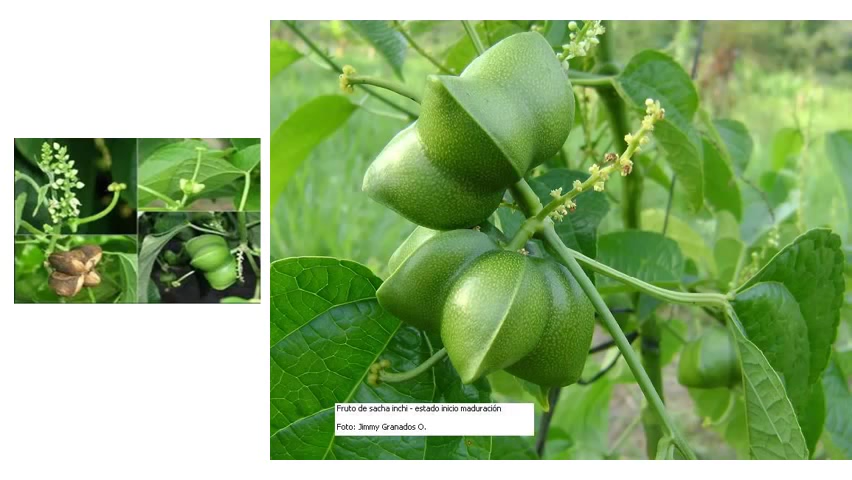 Fruto de sacha inchi - estado inicio maduración
Foto: Jimmy Granados O.